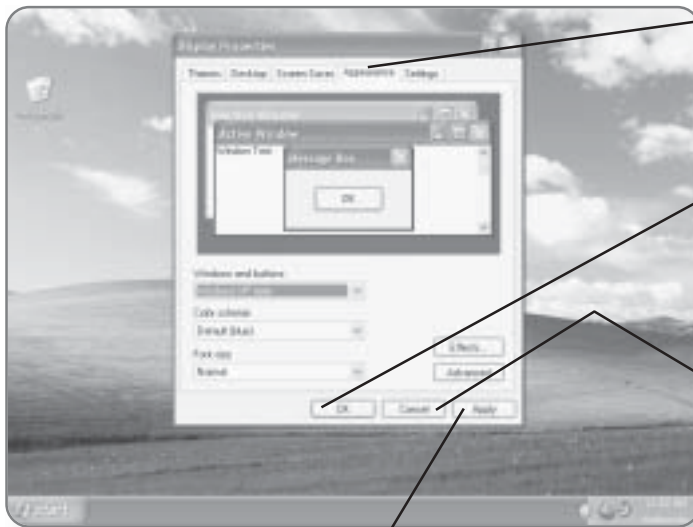 Display Properties
Themes Desktop Screen Saver Appearance Settings
Inactive Window
Active Window
Window Text
Message Box
OK
Windows and buttons:
Windows XP style
Color scheme:
Default (blue)
Font size:
Normal
Effects...
Advanced
OK Cancel Apply
start